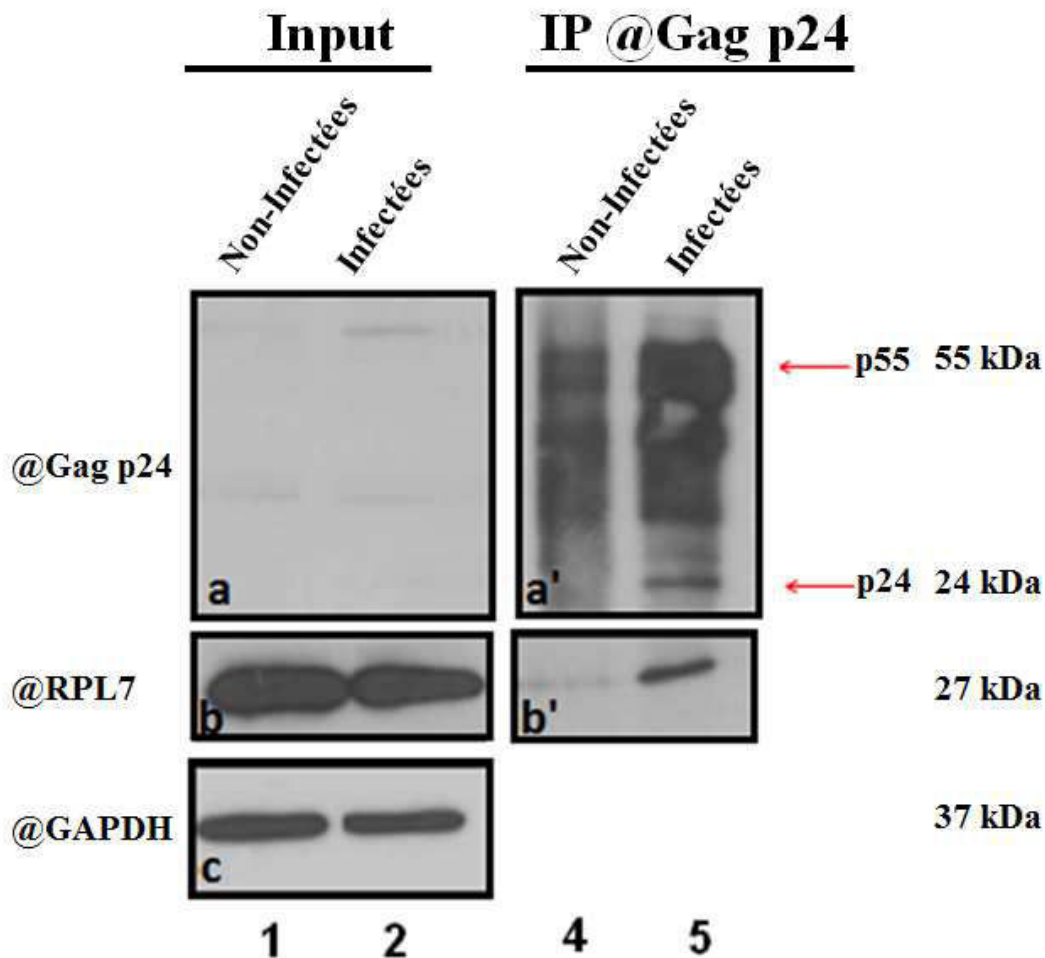 Input IP @Gag p24
Non-Infectées Infectées Non-Infectées Infectées
p55 55 kDa
@Gag p24
a a' p24 24 kDa
@RPL7 b b' 27 kDa
@GAPDH 37 kDa
c
1 2 4 5